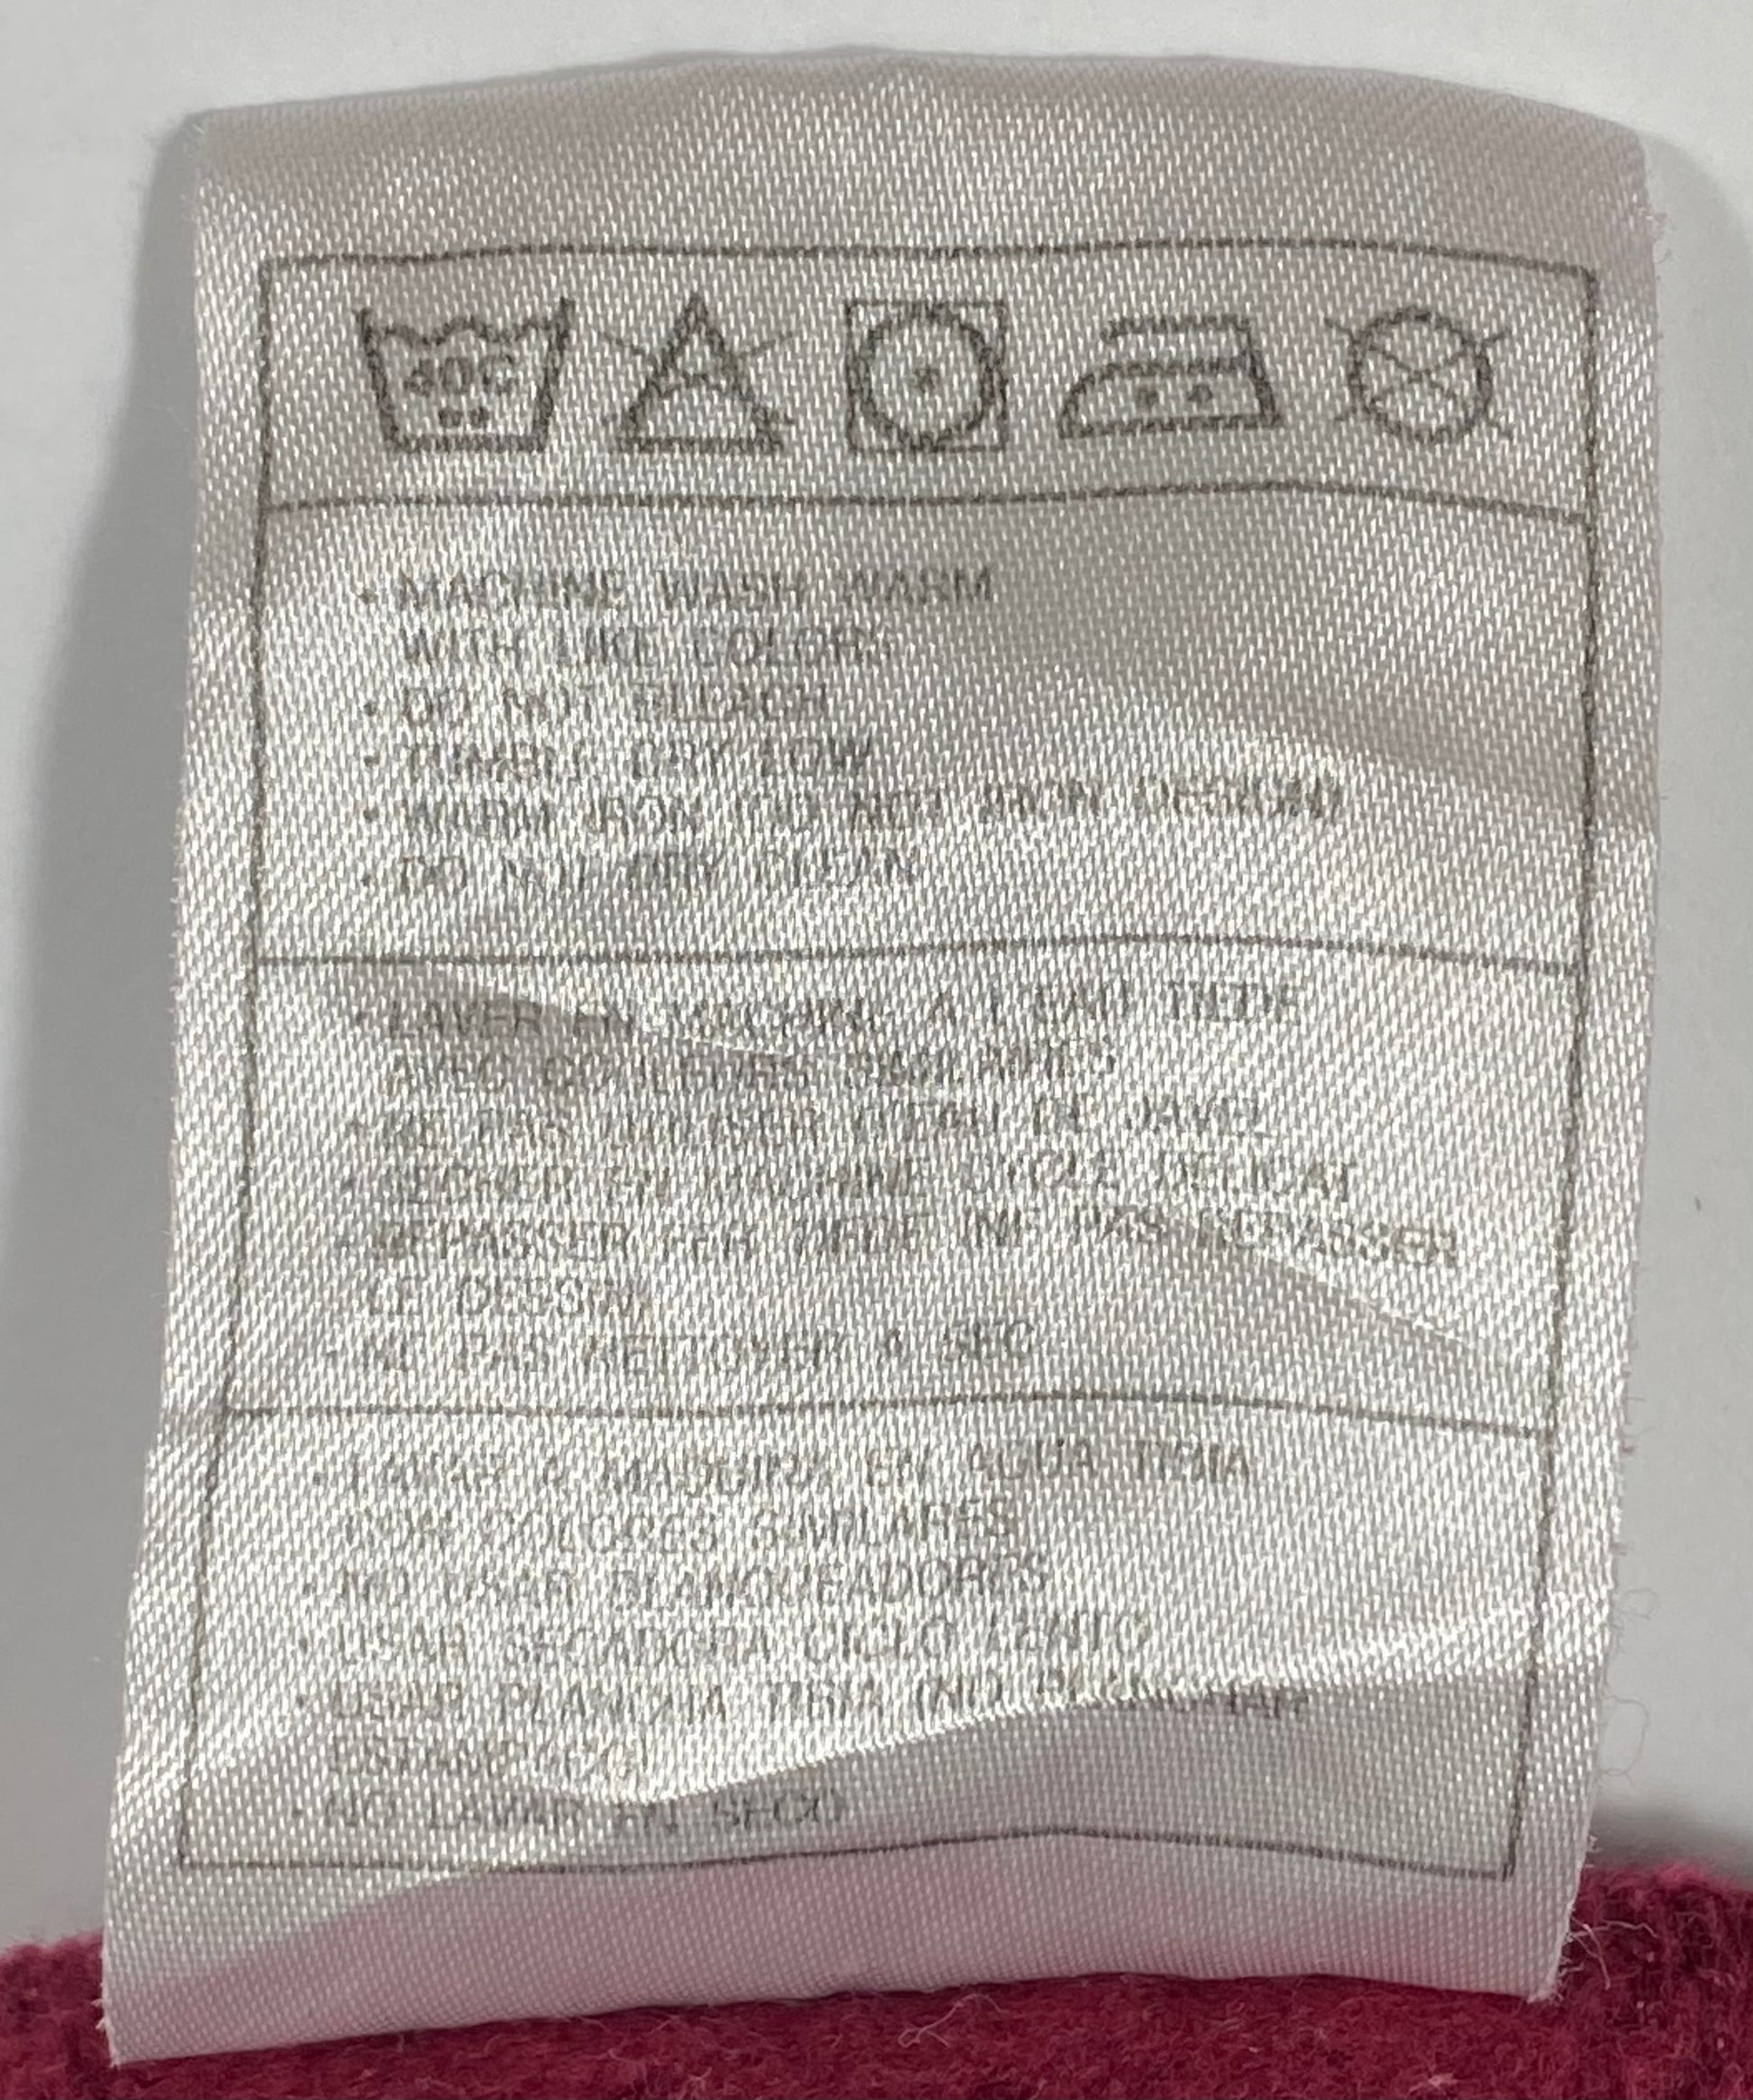 40C
• MACHINE WASH WARM
WITH LIKE COLORS
• DO NOT BLEACH
• TUMBLE DRY LOW
• WARM IRON (DO NOT IRON DESIGN)
• DO NOT DRY CLEAN
• LAVER EN MACHINE A L'EAU TIEDE
AVEC COULEURS SIMILAIRES
• NE PAS UTILISER D'EAU DE JAVEL
• SECHER EN MACHINE CYCLE DELICAT
• REPASSER FER TIEDE (NE PAS REPASSER
LE DESSIN)
• NE PAS NETTOYER A SEC
• LAVAR A MAQUINA EN AGUA TIBIA
CON COLORES SIMILARES
• NO USAR BLANQUEADORES
• USAR SECADORA CICLO LENTO
• USAR PLANCHA TIBIA (NO PLANCHAR
• NO LAVAR EN SECO